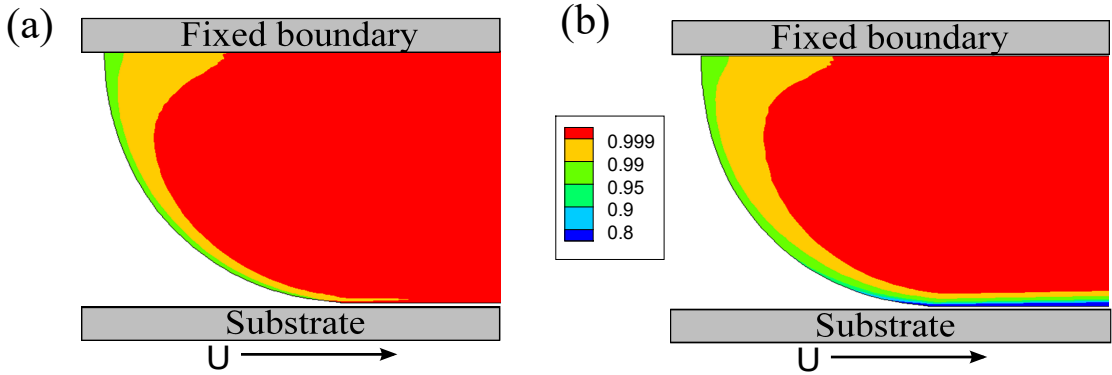 (a)
Fixed boundary
Substrate
U
0.999
0.99
0.95
0.9
0.8
(b)
Fixed boundary
Substrate
U